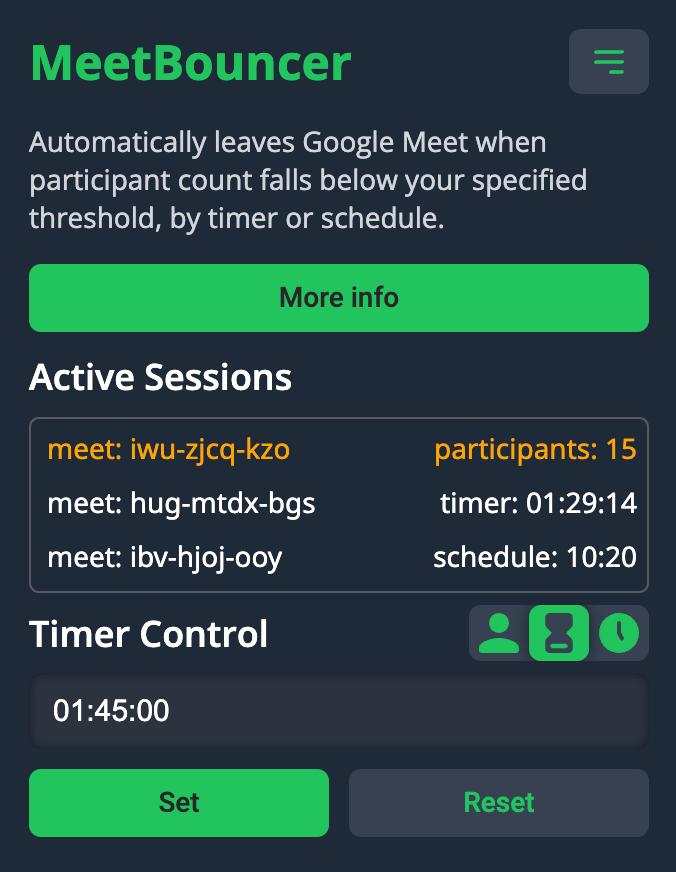 MeetBouncer
Automatically leaves Google Meet when
participant count falls below your specified
threshold, by timer or schedule.
More info
Active Sessions
meet: iwu-zjcq-kzo participants: 15
meet: hug-mtdx-bgs timer: 01:29:14
meet: ibv-hjoj-ooy schedule: 10:20
Timer Control
01:45:00
Set Reset